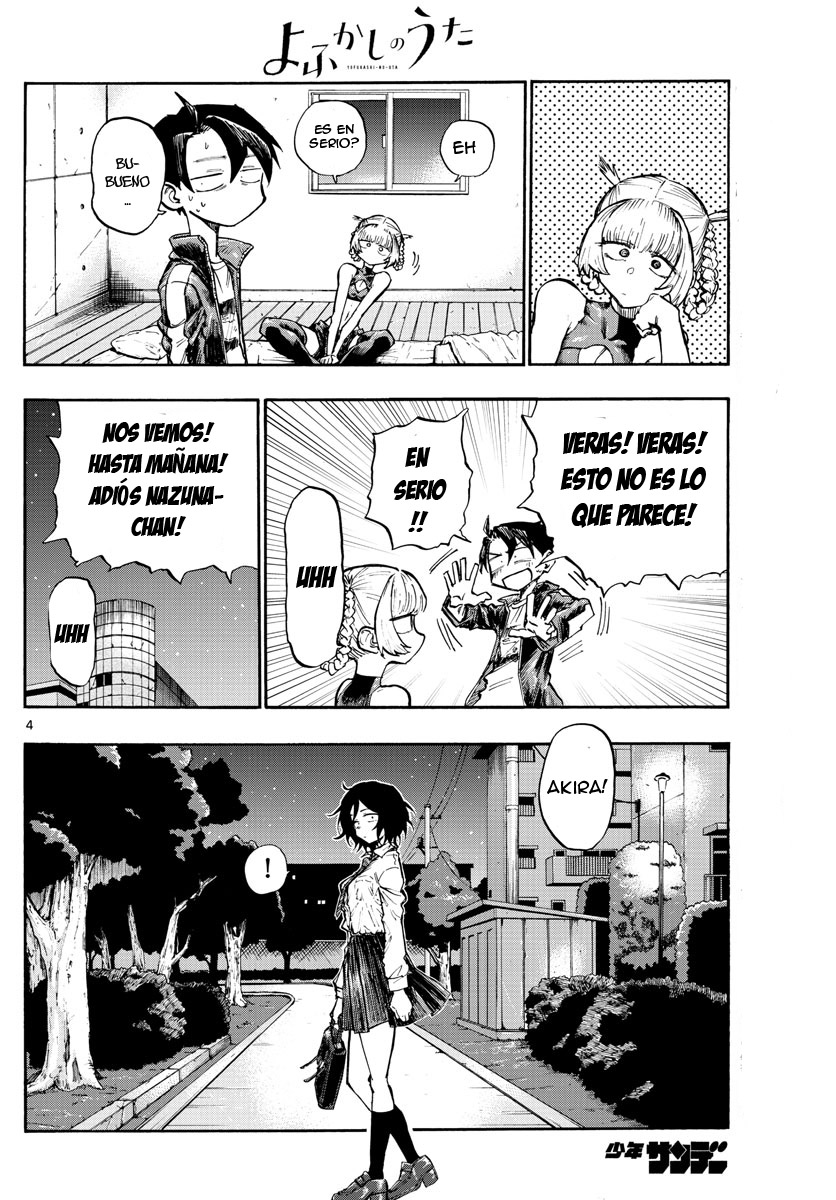 よふかしのうた
YOFUKASHI-NO-UTA
EH
ES EN
SERIO?
BU-
BUENO
...
VERAS! VERAS!
ESTO NO ES LO
QUE PARECE!
EN
SERIO
!!
UHH
NOS VEMOS!
HASTA MAÑANA!
ADIÓS NAZUNA-
CHAN!
UHH
4
AKIRA!
!
少年サンデー